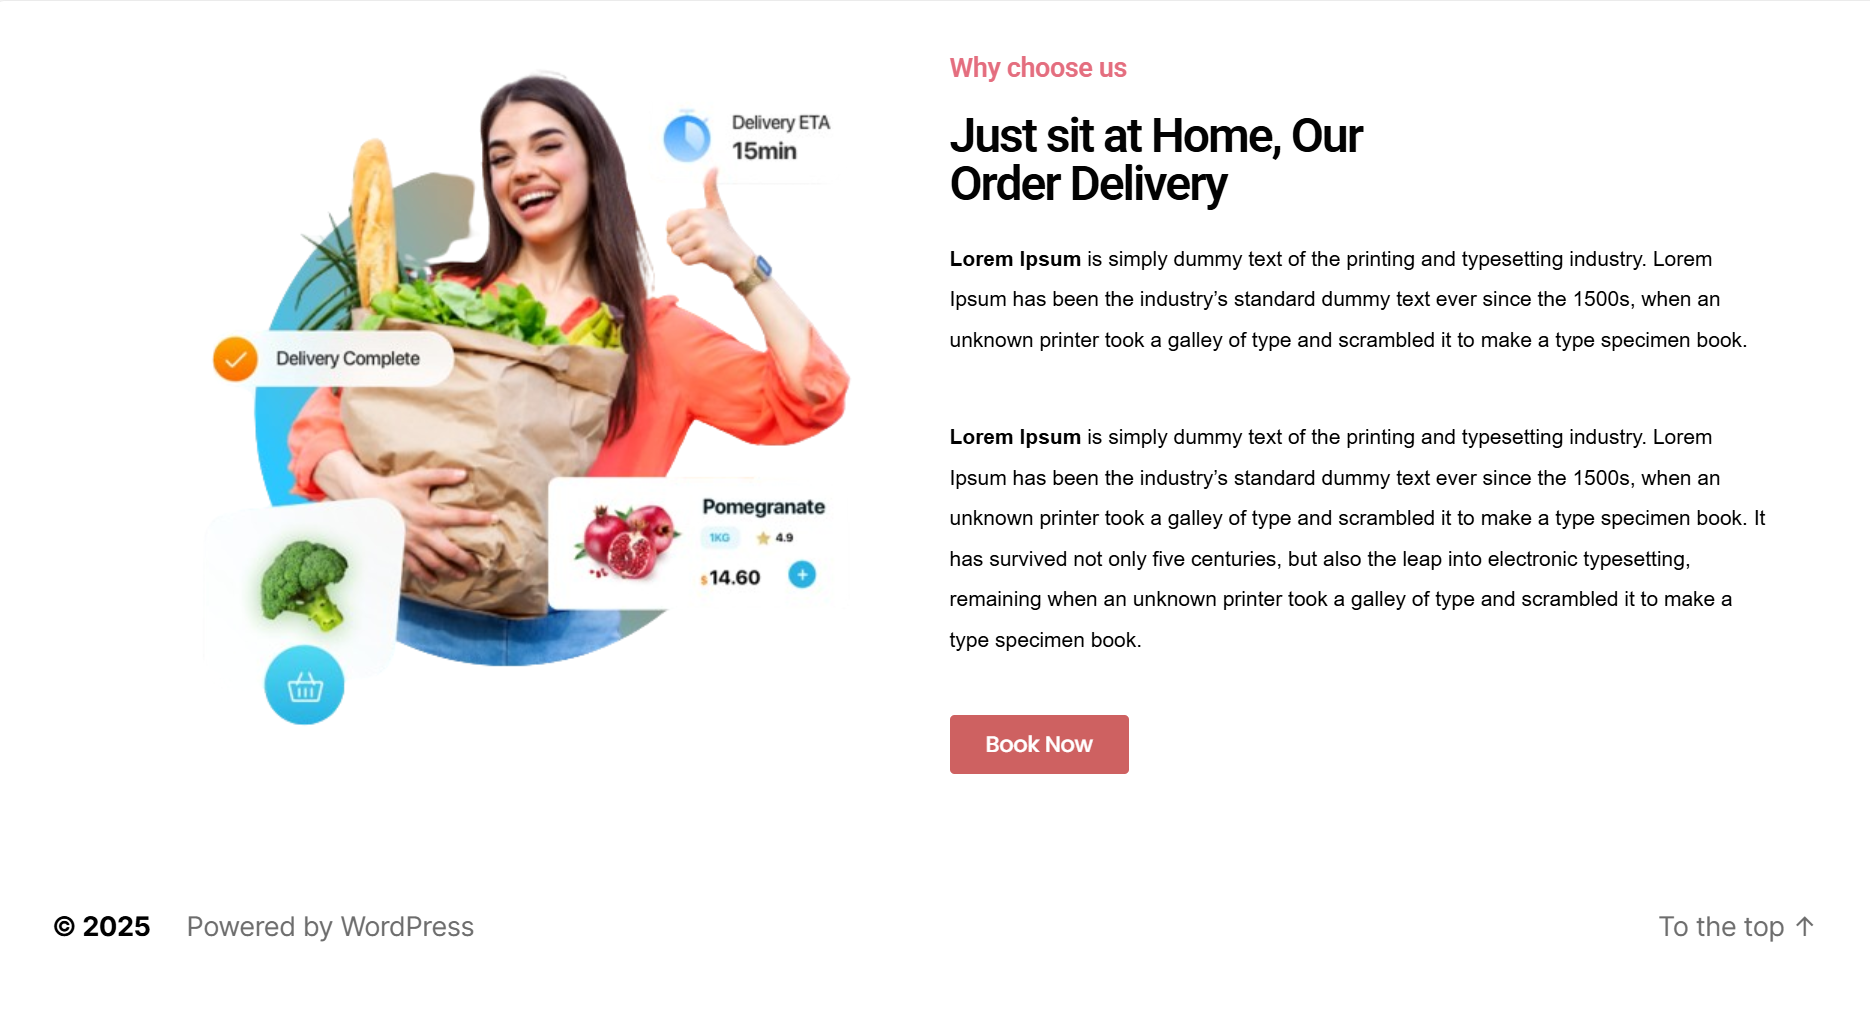 Why choose us
Just sit at Home, Our
Order Delivery
Lorem Ipsum is simply dummy text of the printing and typesetting industry. Lorem
Ipsum has been the industry’s standard dummy text ever since the 1500s, when an
unknown printer took a galley of type and scrambled it to make a type specimen book.
Lorem Ipsum is simply dummy text of the printing and typesetting industry. Lorem
Ipsum has been the industry’s standard dummy text ever since the 1500s, when an
unknown printer took a galley of type and scrambled it to make a type specimen book. It
has survived not only five centuries, but also the leap into electronic typesetting,
remaining when an unknown printer took a galley of type and scrambled it to make a
type specimen book.
Book Now
Delivery ETA
15min
Delivery Complete
Pomegranate
1KG 4.9
$14.60 +
© 2025 Powered by WordPress
To the top ↑